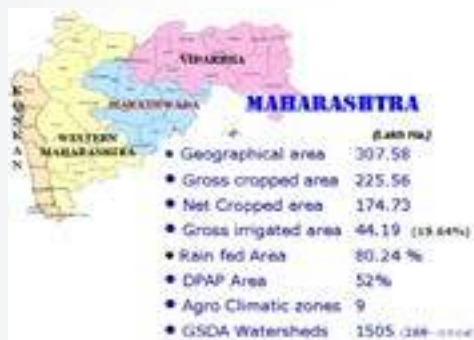 VIDARBHA
MARATHWADA
KONKAN
WESTERN
MAHARASHTRA
MAHARASHTRA
(Lakh Ha.)
• Geographical area 307.58
• Gross cropped area 225.56
• Net Cropped area 174.73
• Gross irrigated area 44.19 (19.64%)
• Rain fed Area 80.24 %
• DPAP Area 52%
• Agro Climatic zones 9
• GSDA Watersheds 1505